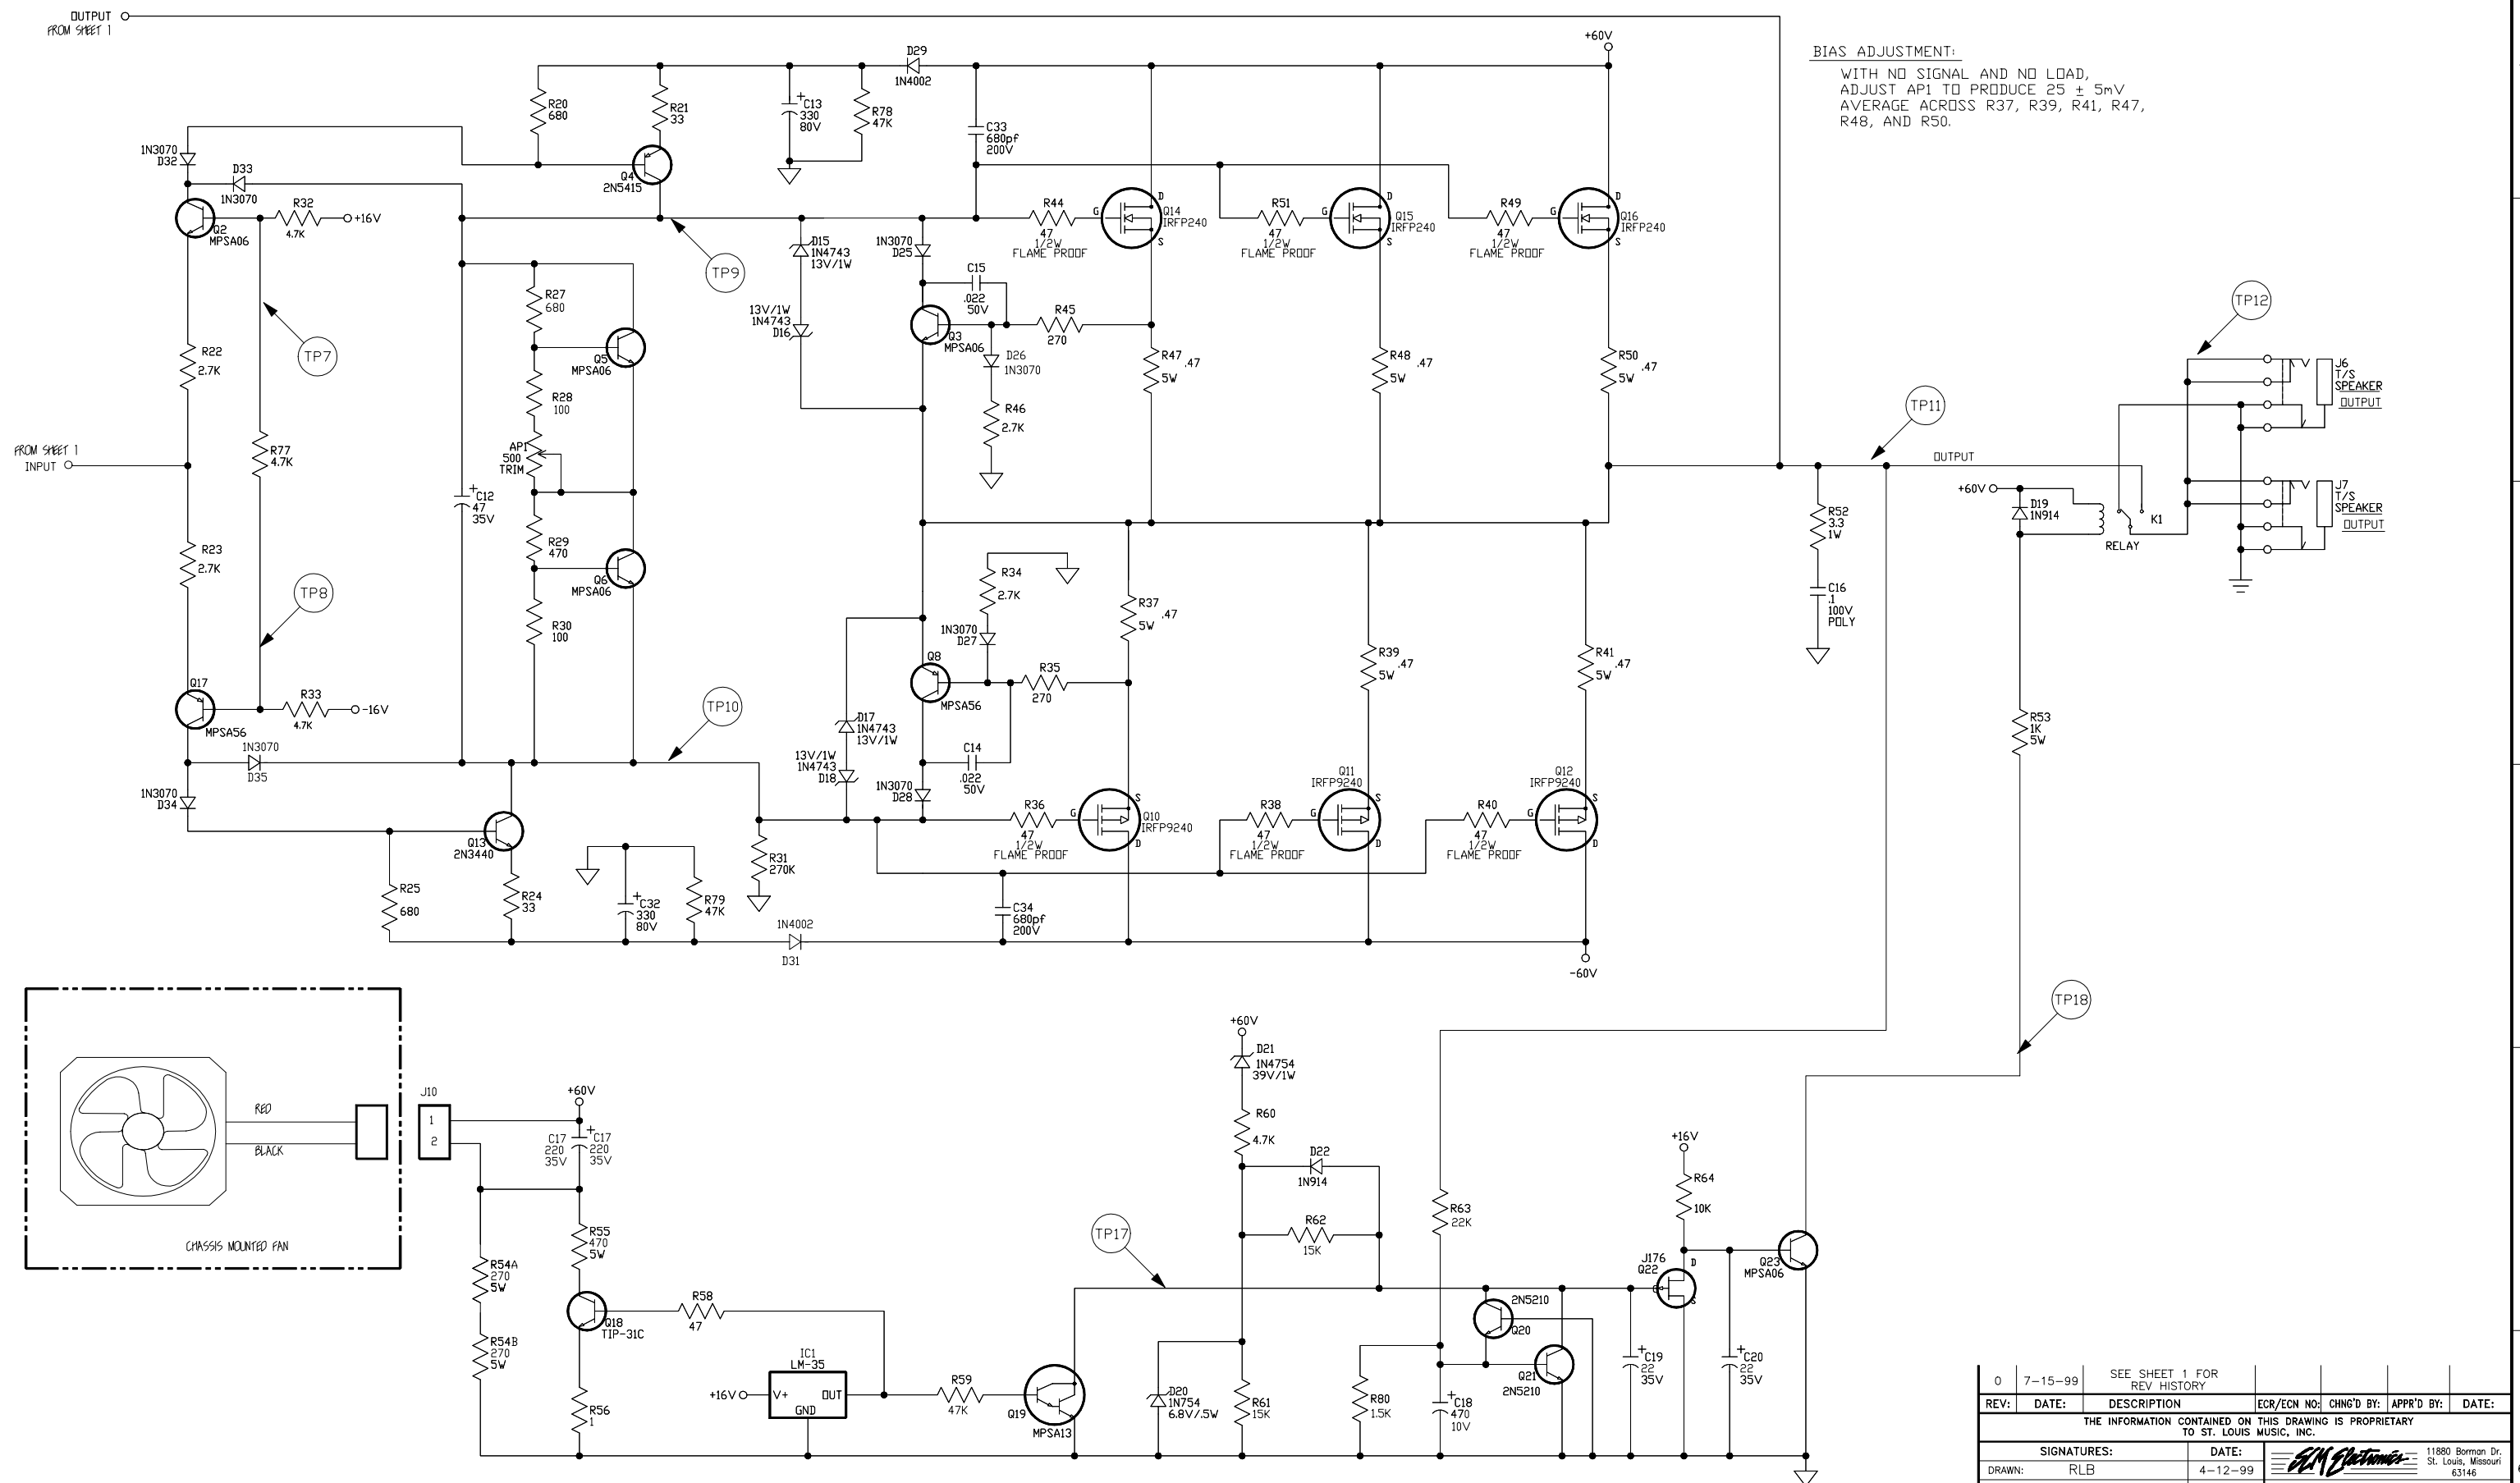 OUTPUT
FROM SHEET 1
+60V
BIAS ADJUSTMENT:
WITH NO SIGNAL AND NO LOAD,
ADJUST AP1 TO PRODUCE 25 ± 5mV
AVERAGE ACROSS R37, R39, R41, R47,
R48, AND R50.
D29
1N4002
R20
680
R21
33
C13
330
80V
R78
47K
C33
680pf
200V
1N3070
D32
D33
1N3070
Q4
2N5415
R32
4.7K
+16V
Q2
MPSA06
TP9
D15
1N4743
13V/1W
1N3070
D25
R44
47
1/2W
FLAME PROOF
G
D
S
Q14
IRFP240
R51
47
1/2W
FLAME PROOF
G
D
S
Q15
IRFP240
R49
47
1/2W
FLAME PROOF
G
D
S
Q16
IRFP240
C15
.022
50V
13V/1W
1N4743
D16
Q3
MPSA06
R45
270
D26
1N3070
R46
2.7K
R47 .47
5W
R48 .47
5W
R50 .47
5W
TP7
R22
2.7K
R27
680
Q5
MPSA06
R28
100
AP1
500
TRIM
R77
4.7K
FROM SHEET 1
INPUT
C12
47
35V
R23
2.7K
R29
470
Q6
MPSA06
R30
100
TP8
TP12
TP11
OUTPUT
J6
T/S
SPEAKER
OUTPUT
J7
T/S
SPEAKER
OUTPUT
+60V
D19
1N914
K1
RELAY
R52
3.3
1W
C16
.1
100V
POLY
R34
2.7K
1N3070
D27
R37 .47
5W
R39 .47
5W
R41 .47
5W
Q8
MPSA56
R35
270
Q17
MPSA56
R33
4.7K
-16V
TP10
D17
1N4743
13V/1W
13V/1W
1N4743
D18
C14
.022
50V
1N3070
D28
1N3070
D35
1N3070
D34
Q13
2N3440
R36
47
1/2W
FLAME PROOF
G
S
D
Q10
IRFP9240
R38
47
1/2W
FLAME PROOF
G
S
D
Q11
IRFP9240
R40
47
1/2W
FLAME PROOF
G
S
D
Q12
IRFP9240
R53
1K
5W
R31
270K
R25
680
R24
33
C32
330
80V
R79
47K
C34
680pf
200V
1N4002
D31
-60V
TP18
+60V
D21
1N4754
39V/1W
R60
4.7K
D22
1N914
R62
15K
RED
BLACK
CHASSIS MOUNTED FAN
J10
1
2
+60V
C17
220
35V
C17
220
35V
R55
470
5W
R54A
270
5W
R54B
270
5W
Q18
TIP-31C
R58
47
R56
1
IC1
LM-35
+16V
V+
OUT
GND
R59
47K
Q19
MPSA13
TP17
D20
1N754
6.8V/.5W
R61
15K
R63
22K
R80
1.5K
C18
470
10V
2N5210
Q20
Q21
2N5210
C19
22
35V
+16V
R64
10K
J176
Q22
D
G
S
Q23
MPSA06
C20
22
35V
0 7-15-99 SEE SHEET 1 FOR
REV HISTORY
REV: DATE: DESCRIPTION ECR/ECN NO: CHNG'D BY: APPR'D BY: DATE:
THE INFORMATION CONTAINED ON THIS DRAWING IS PROPRIETARY
TO ST. LOUIS MUSIC, INC.
SIGNATURES: DATE:
DRAWN: RLB 4-12-99
SLM Electronics
11880 Borman Dr.
St. Louis, Missouri
63146